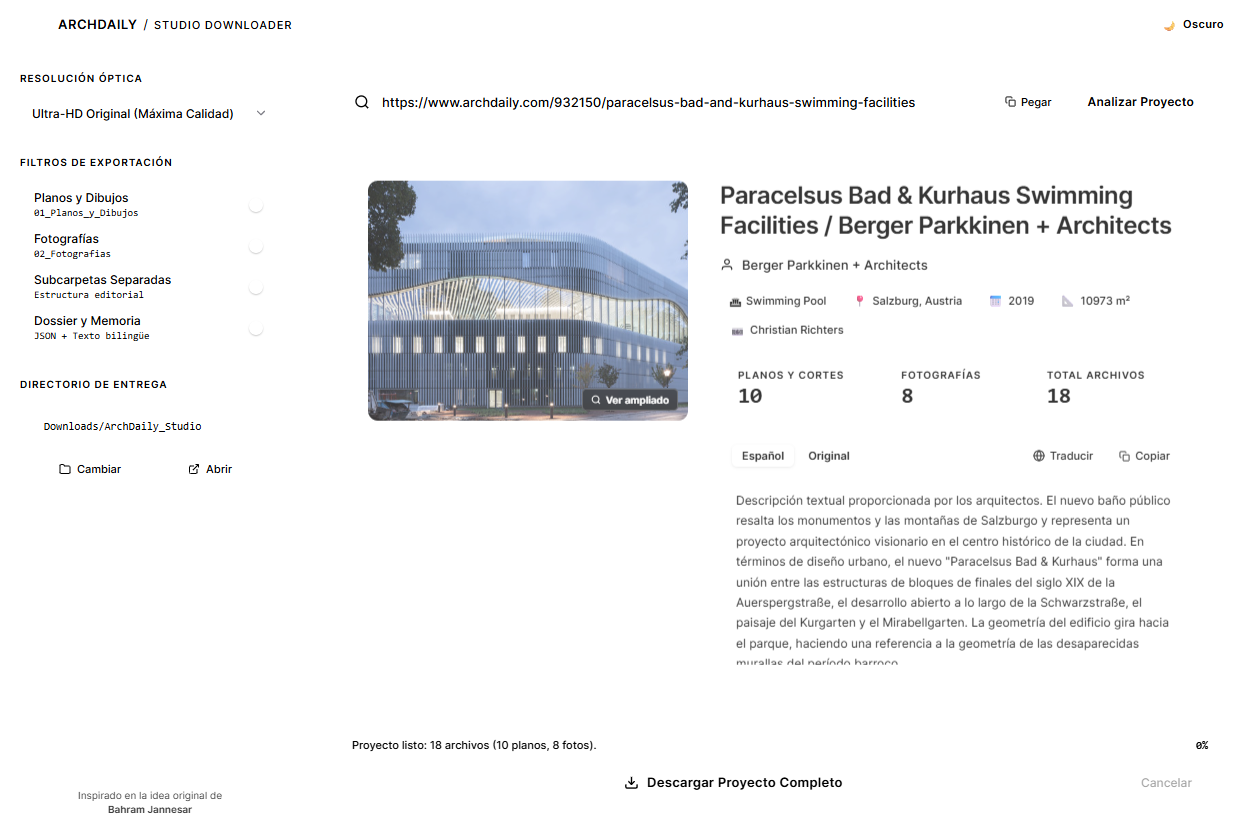 ARCHDAILY / STUDIO DOWNLOADER
Oscuro
RESOLUCIÓN ÓPTICA
Ultra-HD Original (Máxima Calidad)
FILTROS DE EXPORTACIÓN
Planos y Dibujos
01_Planos_y_Dibujos
Fotografías
02_Fotografias
Subcarpetas Separadas
Estructura editorial
Dossier y Memoria
JSON + Texto bilingüe
DIRECTORIO DE ENTREGA
Downloads/ArchDaily_Studio
Cambiar
Abrir
Inspirado en la idea original de
Bahram Jannesar
https://www.archdaily.com/932150/paracelsus-bad-and-kurhaus-swimming-facilities
Pegar
Analizar Proyecto
Ver ampliado
Paracelsus Bad & Kurhaus Swimming
Facilities / Berger Parkkinen + Architects
Berger Parkkinen + Architects
Swimming Pool
Salzburg, Austria
2019
10973 m²
Christian Richters
PLANOS Y CORTES
10
FOTOGRAFÍAS
8
TOTAL ARCHIVOS
18
Español
Original
Traducir
Copiar
Descripción textual proporcionada por los arquitectos. El nuevo baño público
resalta los monumentos y las montañas de Salzburgo y representa un
proyecto arquitectónico visionario en el centro histórico de la ciudad. En
términos de diseño urbano, el nuevo "Paracelsus Bad & Kurhaus" forma una
unión entre las estructuras de bloques de finales del siglo XIX de la
Auerspergstraße, el desarrollo abierto a lo largo de la Schwarzstraße, el
paisaje del Kurgarten y el Mirabellgarten. La geometría del edificio gira hacia
el parque, haciendo una referencia a la geometría de las desaparecidas
murallas del período barroco.
Proyecto listo: 18 archivos (10 planos, 8 fotos).
0%
Descargar Proyecto Completo
Cancelar